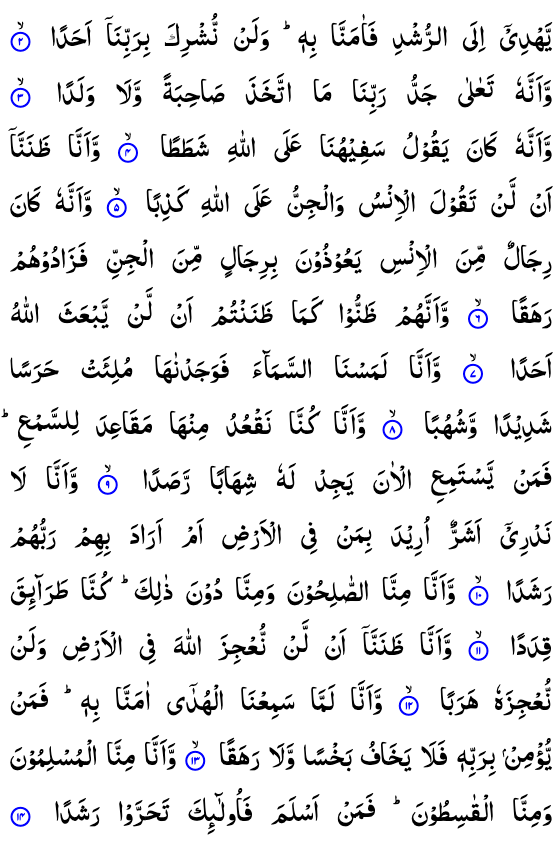 يَّهْدِيْۤ اِلَى الرُّشْدِ فَاٰمَنَّا بِهٖ ؕ وَلَنْ نُّشْرِكَ بِرَبِّنَاۤ اَحَدًا ۙ‏﴿۲﴾
وَّاَنَّهٗ تَعٰلٰى جَدُّ رَبِّنَا مَا اتَّخَذَ صَاحِبَةً وَّلَا وَلَدًا ۙ‏﴿۳﴾
وَّاَنَّهٗ كَانَ يَقُوْلُ سَفِيْهُنَا عَلَى اللّٰهِ شَطَطًا ۙ‏﴿۴﴾ وَّاَنَّا ظَنَنَّاۤ
اَنْ لَّنْ تَقُوْلَ الْاِنْسُ وَالْجِنُّ عَلَى اللّٰهِ كَذِبًا ۙ‏﴿۵﴾ وَّاَنَّهٗ كَانَ
رِجَالٌ مِّنَ الْاِنْسِ يَعُوْذُوْنَ بِرِجَالٍ مِّنَ الْجِنِّ فَزَادُوْهُمْ
رَهَقًا ۙ‏﴿۶﴾ وَّاَنَّهُمْ ظَنُّوْا كَمَا ظَنَنْتُمْ اَنْ لَّنْ يَّبْعَثَ اللّٰهُ
اَحَدًا ۙ‏﴿۷﴾ وَّاَنَّا لَمَسْنَا السَّمَآءَ فَوَجَدْنٰهَا مُلِئَتْ حَرَسًا
شَدِيْدًا وَّشُهُبًا ۙ‏﴿۸﴾ وَّاَنَّا كُنَّا نَقْعُدُ مِنْهَا مَقَاعِدَ لِلسَّمْعِ ؕ
فَمَنْ يَّسْتَمِعِ الْاٰنَ يَجِدْ لَهٗ شِهَابًا رَّصَدًا ۙ‏﴿۹﴾ وَّاَنَّا لَا
نَدْرِيْۤ اَشَرٌّ اُرِيْدَ بِمَنْ فِي الْاَرْضِ اَمْ اَرَادَ بِهِمْ رَبُّهُمْ
رَشَدًا ۙ‏﴿۱۰﴾ وَّاَنَّا مِنَّا الصّٰلِحُوْنَ وَمِنَّا دُوْنَ ذٰلِكَ ؕ كُنَّا طَرَآئِقَ
قِدَدًا ۙ‏﴿۱۱﴾ وَّاَنَّا ظَنَنَّاۤ اَنْ لَّنْ نُّعْجِزَ اللّٰهَ فِي الْاَرْضِ وَلَنْ
نُّعْجِزَهٗ هَرَبًا ۙ‏﴿۱۲﴾ وَّاَنَّا لَمَّا سَمِعْنَا الْهُدٰٓى اٰمَنَّا بِهٖ ؕ فَمَنْ
يُّؤْمِنْۢ بِرَبِّهٖ فَلَا يَخَافُ بَخْسًا وَّلَا رَهَقًا ۙ‏﴿۱۳﴾ وَّاَنَّا مِنَّا الْمُسْلِمُوْنَ
وَمِنَّا الْقٰسِطُوْنَ ؕ فَمَنْ اَسْلَمَ فَاُولٰٓئِكَ تَحَرَّوْا رَشَدًا ﴿۱۴﴾